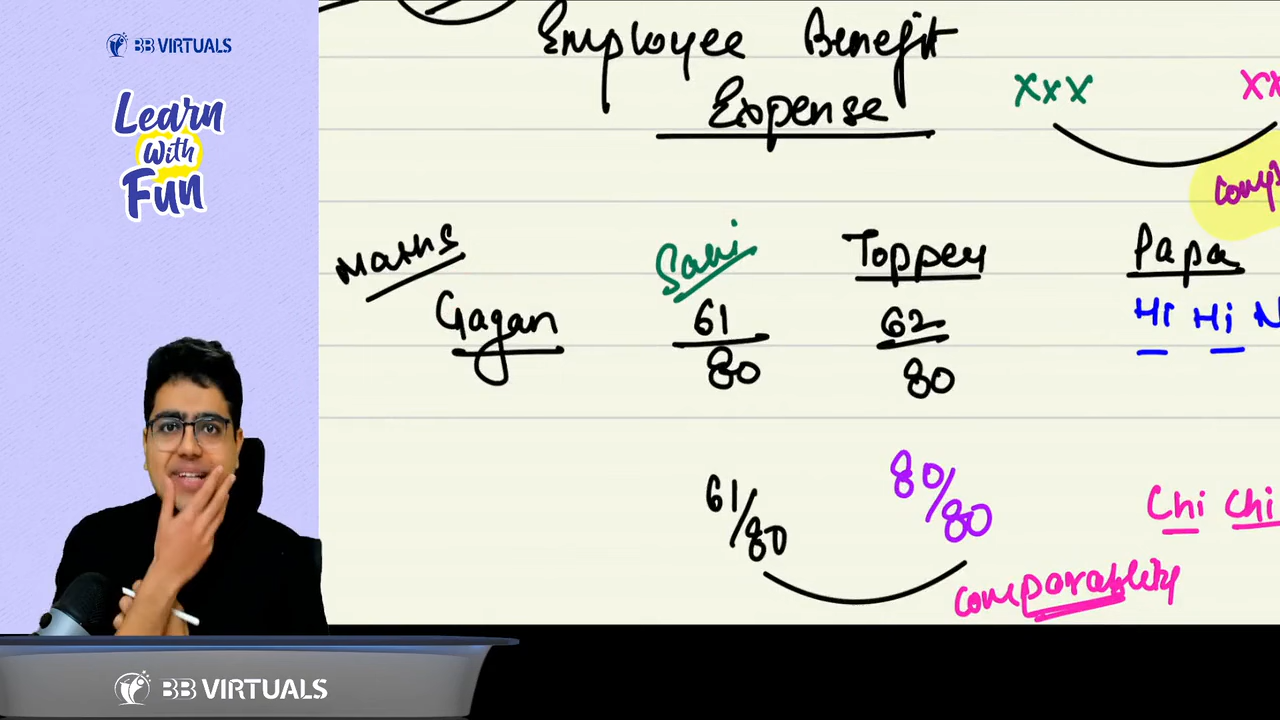 BB VIRTUALS
Learn
With
Fun
Employee Benefit
Expense
XXX
Maths
Gagan
Topper
Papa
61
80
62
80
Hi Hi
61/80
80/80
Chi Chi
comparability
BB VIRTUALS